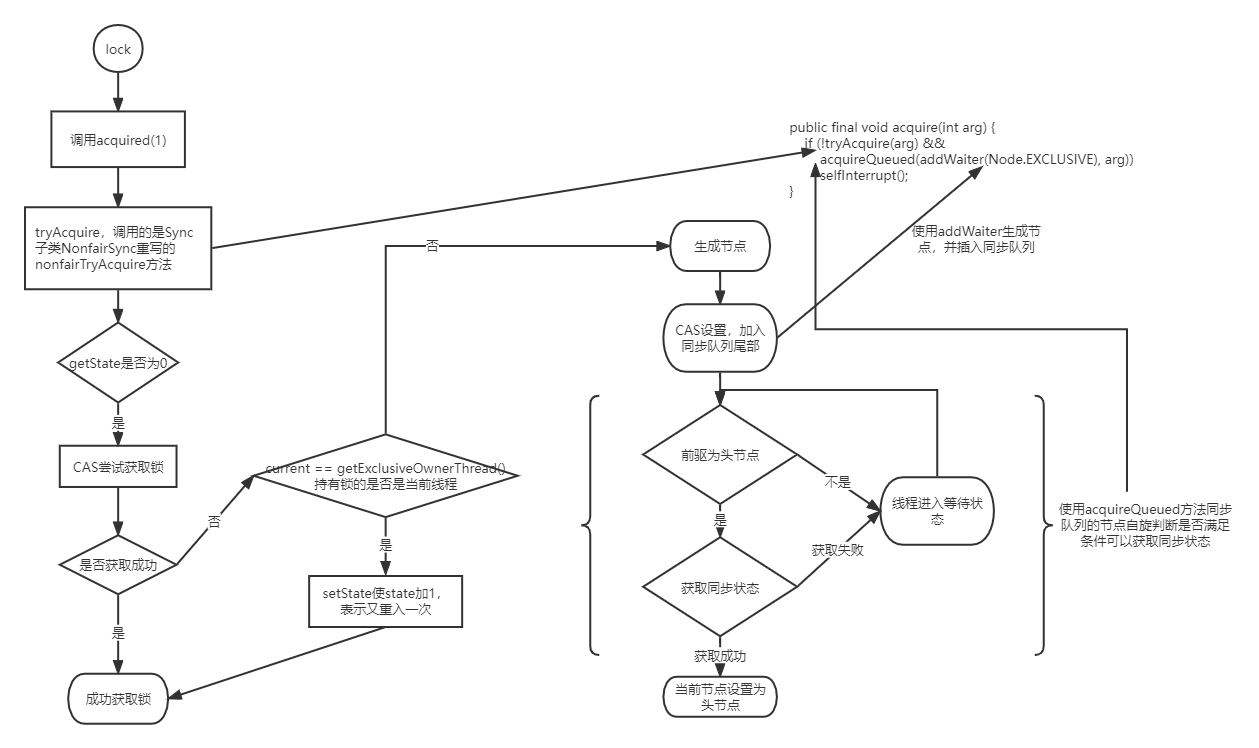 lock
调用acquired(1)
tryAcquire，调用的是Sync
子类NonfairSync重写的
nonfairTryAcquire方法
getState是否为0
是
CAS尝试获取锁
是否获取成功
否
是
成功获取锁
current == getExclusiveOwnerThread()
持有锁的是否是当前线程
否
是
setState使state加1，
表示又重入一次
public final void acquire(int arg) {
if (!tryAcquire(arg) &&
acquireQueued(addWaiter(Node.EXCLUSIVE), arg))
selfInterrupt();
}
生成节点
使用addWaiter生成节
点，并插入同步队列
CAS设置，加入
同步队列尾部
前驱为头节点
不是
是
线程进入等待状
态
获取失败
获取同步状态
获取成功
当前节点设置为
头节点
使用acquireQueued方法同步
队列的节点自旋判断是否满足
条件可以获取同步状态